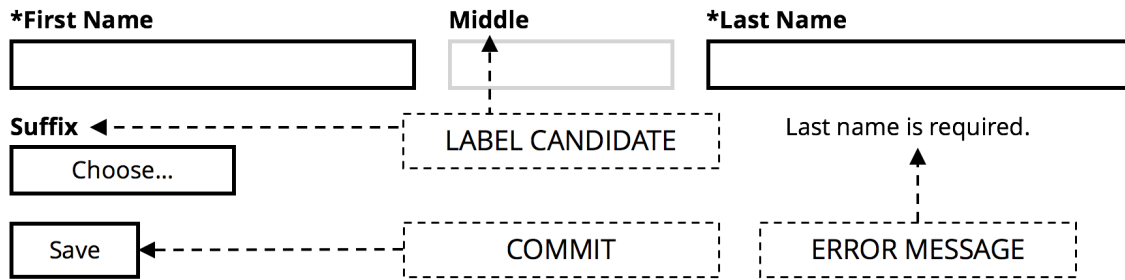 *First Name
Middle
*Last Name
Suffix
LABEL CANDIDATE
Last name is required.
Choose...
Save
COMMIT
ERROR MESSAGE